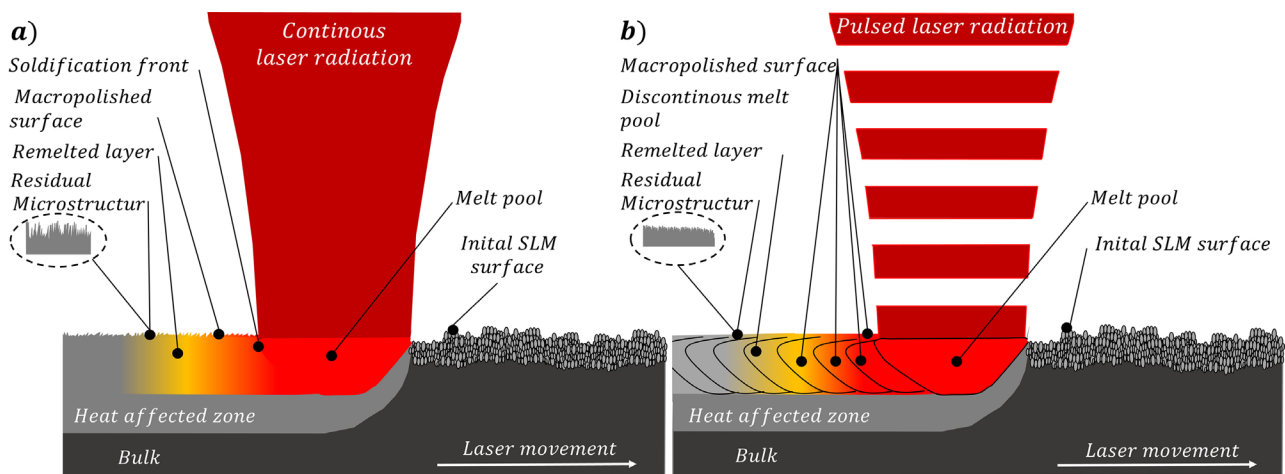 a)
Continous
laser radiation
Soldification front
Macropolished
surface
Remelted layer
Residual
Microstructur
Melt pool
Inital SLM
surface
Heat affected zone
Bulk
Laser movement
b)
Pulsed laser radiation
Macropolished surface
Discontinous melt
pool
Remelted layer
Residual
Microstructur
Melt pool
Inital SLM surface
Heat affected zone
Bulk
Laser movement